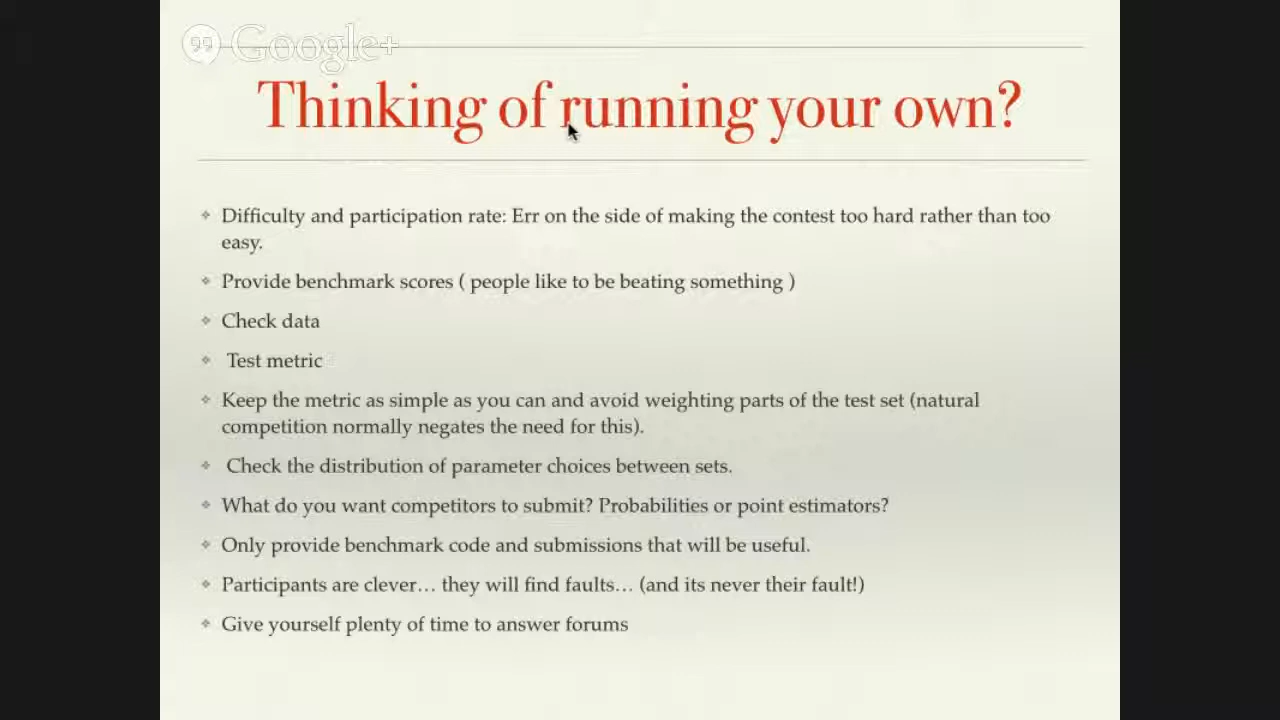 Google+
Thinking of running your own?
Difficulty and participation rate: Err on the side of making the contest too hard rather than too
easy.
Provide benchmark scores ( people like to be beating something )
Check data
Test metric
Keep the metric as simple as you can and avoid weighting parts of the test set (natural
competition normally negates the need for this).
Check the distribution of parameter choices between sets.
What do you want competitors to submit? Probabilities or point estimators?
Only provide benchmark code and submissions that will be useful.
Participants are clever… they will find faults… (and its never their fault!)
Give yourself plenty of time to answer forums